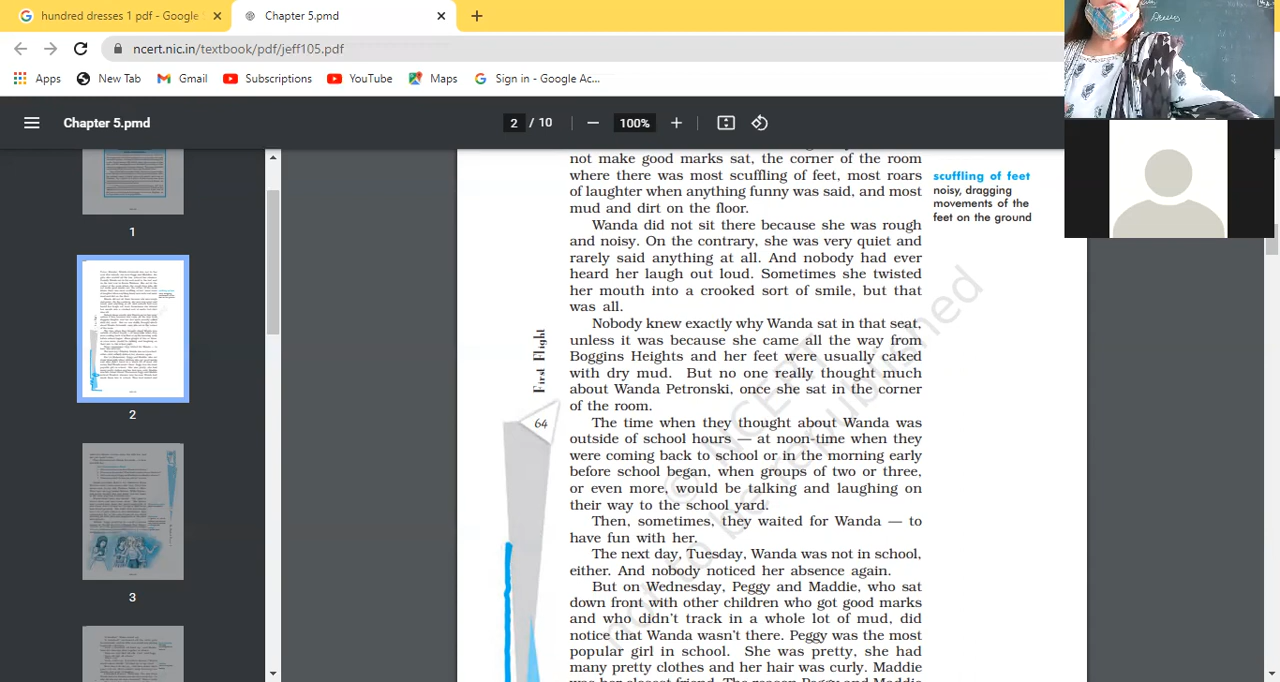 hundred dresses 1 pdf - Google
Chapter 5.pmd
ncert.nic.in/textbook/pdf/jeff105.pdf
Apps
New Tab
Gmail
Subscriptions
YouTube
Maps
Sign in - Google Ac...
Chapter 5.pmd
2 / 10
100%
1
2
3
not make good marks sat, the corner of the room
where there was most scuffling of feet, most roars
of laughter when anything funny was said, and most
mud and dirt on the floor.
Wanda did not sit there because she was rough
and noisy. On the contrary, she was very quiet and
rarely said anything at all. And nobody had ever
heard her laugh out loud. Sometimes she twisted
her mouth into a crooked sort of smile, but that
was all.
Nobody knew exactly why Wanda sat in that seat,
unless it was because she came all the way from
Boggins Heights and her feet were usually caked
with dry mud. But no one really thought much
about Wanda Petronski, once she sat in the corner
of the room.
The time when they thought about Wanda was
outside of school hours — at noon-time when they
were coming back to school or in the morning early
before school began, when groups of two or three,
or even more, would be talking and laughing on
their way to the school yard.
Then, sometimes, they waited for Wanda — to
have fun with her.
The next day, Tuesday, Wanda was not in school,
either. And nobody noticed her absence again.
But on Wednesday, Peggy and Maddie, who sat
down front with other children who got good marks
and who didn't track in a whole lot of mud, did
notice that Wanda wasn't there. Peggy was the most
popular girl in school. She was pretty, she had
many pretty clothes and her hair was curly. Maddie
was her closest friend. The reason Peggy and Maddie
scuffling of feet
noisy, dragging
movements of the
feet on the ground
First Flight
64
© NCERT
not to be republished